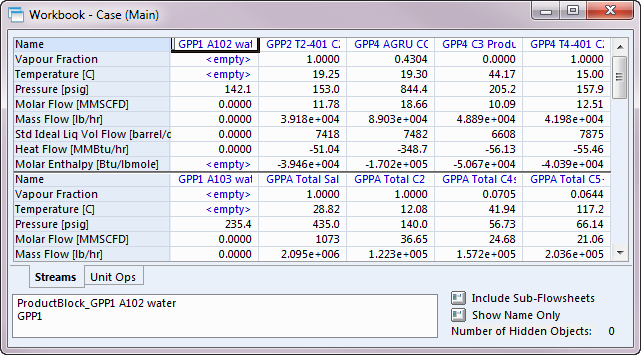 Workbook - Case (Main)
Name GPP1 A102 wat GPP2 T2-401 C2 GPP4 AGRU CO GPP4 C3 Produ GPP4 T4-401 C2
Vapour Fraction <empty> 1.0000 0.4304 0.0000 1.0000
Temperature [C] <empty> 19.25 19.30 44.17 15.00
Pressure [psig] 142.1 153.0 844.4 205.2 157.9
Molar Flow [MMSCFD] 0.0000 11.78 18.66 10.09 12.51
Mass Flow [lb/hr] 0.0000 3.918e+004 8.903e+004 4.889e+004 4.198e+004
Std Ideal Liq Vol Flow [barrel/d 0.0000 7418 7482 6608 7875
Heat Flow [MMBtu/hr] 0.0000 -51.04 -348.7 -56.13 -55.46
Molar Enthalpy [Btu/lbmole] <empty> -3.946e+004 -1.702e+005 -5.067e+004 -4.039e+004
Name GPP1 A103 wat GPPA Total Sal GPPA Total C2 GPPA Total C4s GPPA Total C5+
Vapour Fraction <empty> 1.0000 1.0000 0.0705 0.0644
Temperature [C] <empty> 28.82 12.08 41.94 117.2
Pressure [psig] 235.4 435.0 140.0 56.73 66.14
Molar Flow [MMSCFD] 0.0000 1073 36.65 24.68 21.06
Mass Flow [lb/hr] 0.0000 2.095e+006 1.223e+005 1.572e+005 2.036e+005
Streams Unit Ops
ProductBlock_GPP1 A102 water
GPP1
Include Sub-Flowsheets
Show Name Only
Number of Hidden Objects: 0